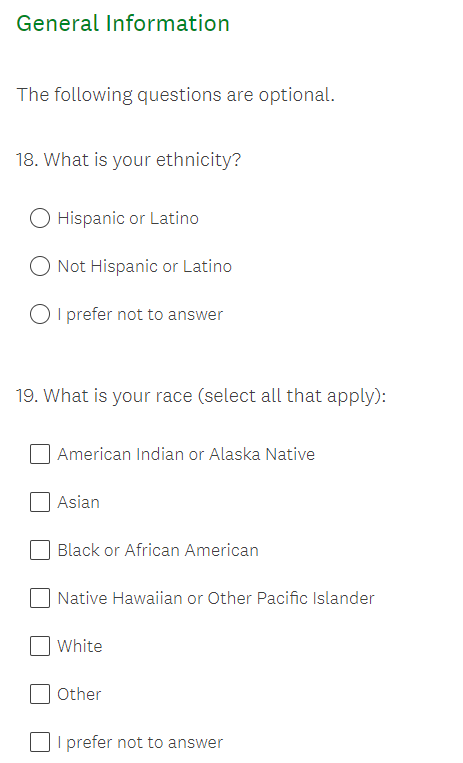 General Information
The following questions are optional.
18. What is your ethnicity?
Hispanic or Latino
Not Hispanic or Latino
I prefer not to answer
19. What is your race (select all that apply):
American Indian or Alaska Native
Asian
Black or African American
Native Hawaiian or Other Pacific Islander
White
Other
I prefer not to answer